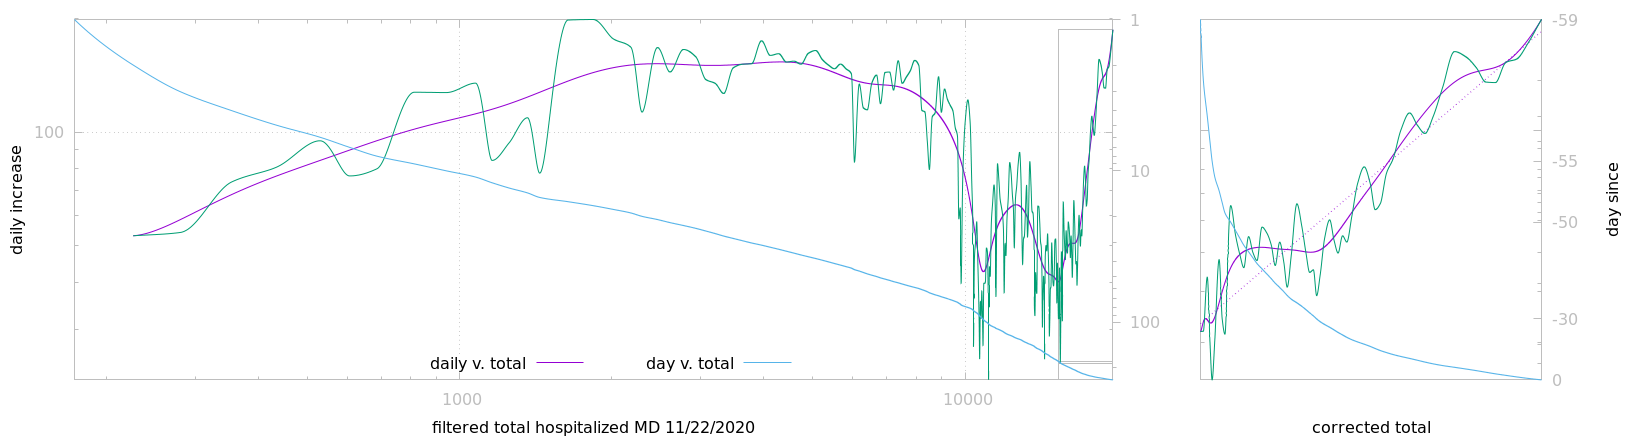 daily increase
100
daily v. total
day v. total
1000
10000
filtered total hospitalized MD 11/22/2020
1
10
100
-59
-55
-50
-30
0
day since
corrected total